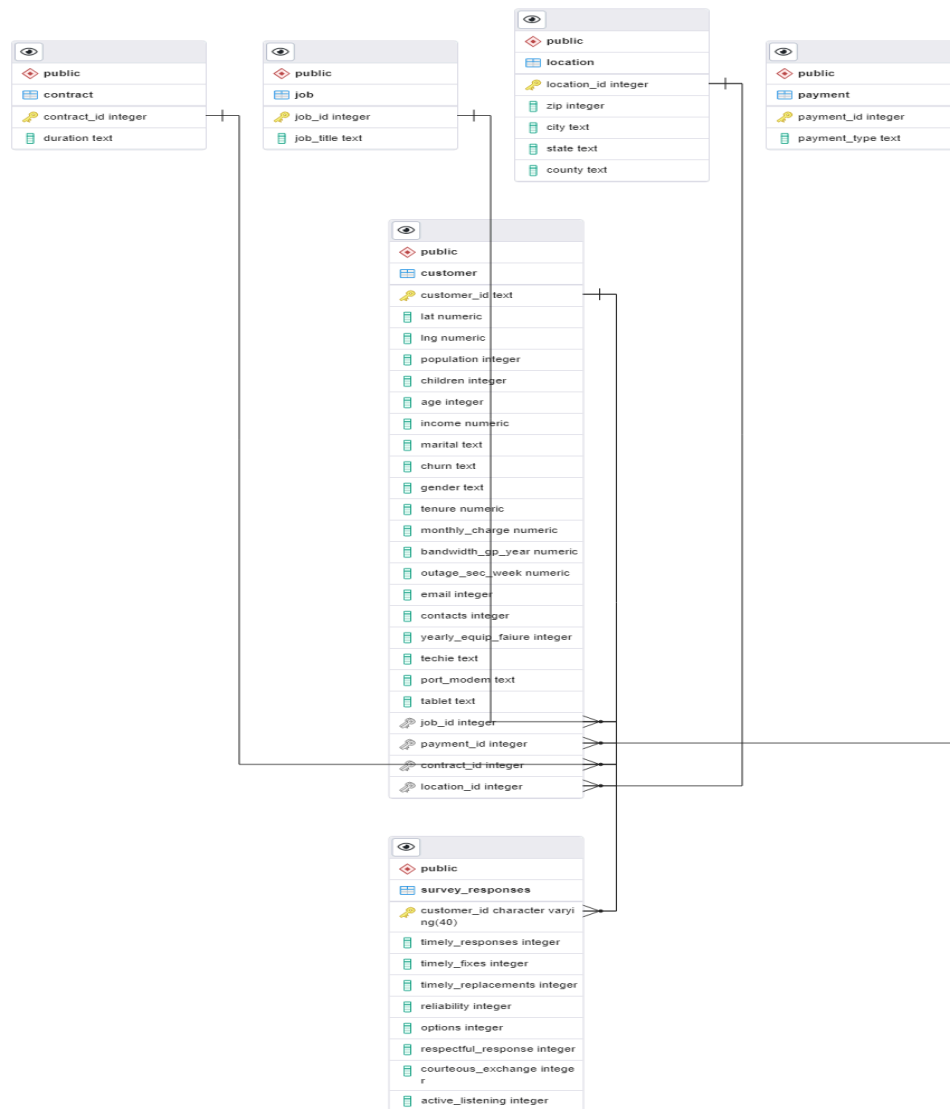 public
contract
contract_id integer
duration text
public
job
job_id integer
job_title text
public
location
location_id integer
zip integer
city text
state text
county text
public
payment
payment_id integer
payment_type text
public
customer
customer_id text
lat numeric
lng numeric
population integer
children integer
age integer
income numeric
marital text
churn text
gender text
tenure numeric
monthly_charge numeric
bandwidth_gp_year numeric
outage_sec_week numeric
email integer
contacts integer
yearly_equip_faiure integer
techie text
port_modem text
tablet text
job_id integer
payment_id integer
contract_id integer
location_id integer
public
survey_responses
customer_id character varyi
ng(40)
timely_responses integer
timely_fixes integer
timely_replacements integer
reliability integer
options integer
respectful_response integer
courteous_exchange intege
r
active_listening integer